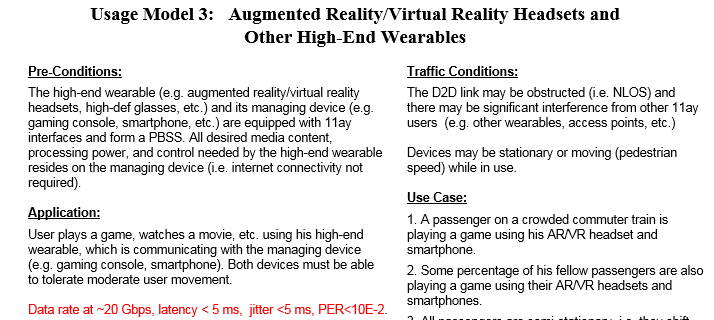 Usage Model 3: Augmented Reality/Virtual Reality Headsets and
Other High-End Wearables
Pre-Conditions:
The high-end wearable (e.g. augmented reality/virtual reality
headsets, high-def glasses, etc.) and its managing device (e.g.
gaming console, smartphone, etc.) are equipped with 11ay
interfaces and form a PBSS. All desired media content,
processing power, and control needed by the high-end wearable
resides on the managing device (i.e. internet connectivity not
required).
Application:
User plays a game, watches a movie, etc. using his high-end
wearable, which is communicating with the managing device
(e.g. gaming console, smartphone). Both devices must be able
to tolerate moderate user movement.
Data rate at ~20 Gbps, latency < 5 ms, jitter <5 ms, PER<10E-2.
Traffic Conditions:
The D2D link may be obstructed (i.e. NLOS) and
there may be significant interference from other 11ay
users (e.g. other wearables, access points, etc.)
Devices may be stationary or moving (pedestrian
speed) while in use.
Use Case:
1. A passenger on a crowded commuter train is
playing a game using his AR/VR headset and
smartphone.
2. Some percentage of his fellow passengers are also
playing a game using their AR/VR headsets and
smartphones.
3. All passengers are semi-stationary, i.e. they shift